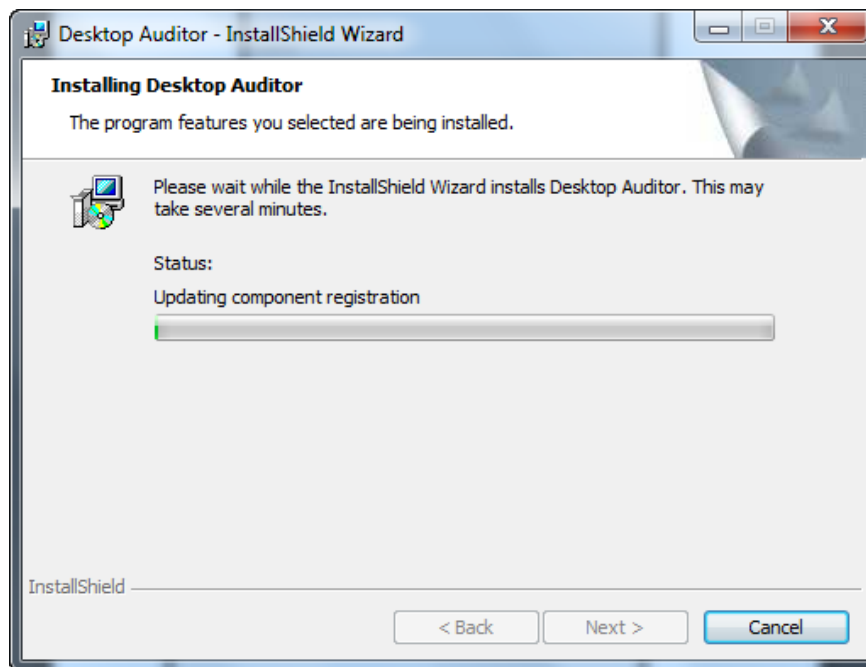 Desktop Auditor - InstallShield Wizard
Installing Desktop Auditor
The program features you selected are being installed.
Please wait while the InstallShield Wizard installs Desktop Auditor. This may
take several minutes.
Status:
Updating component registration
InstallShield
< Back
Next >
Cancel